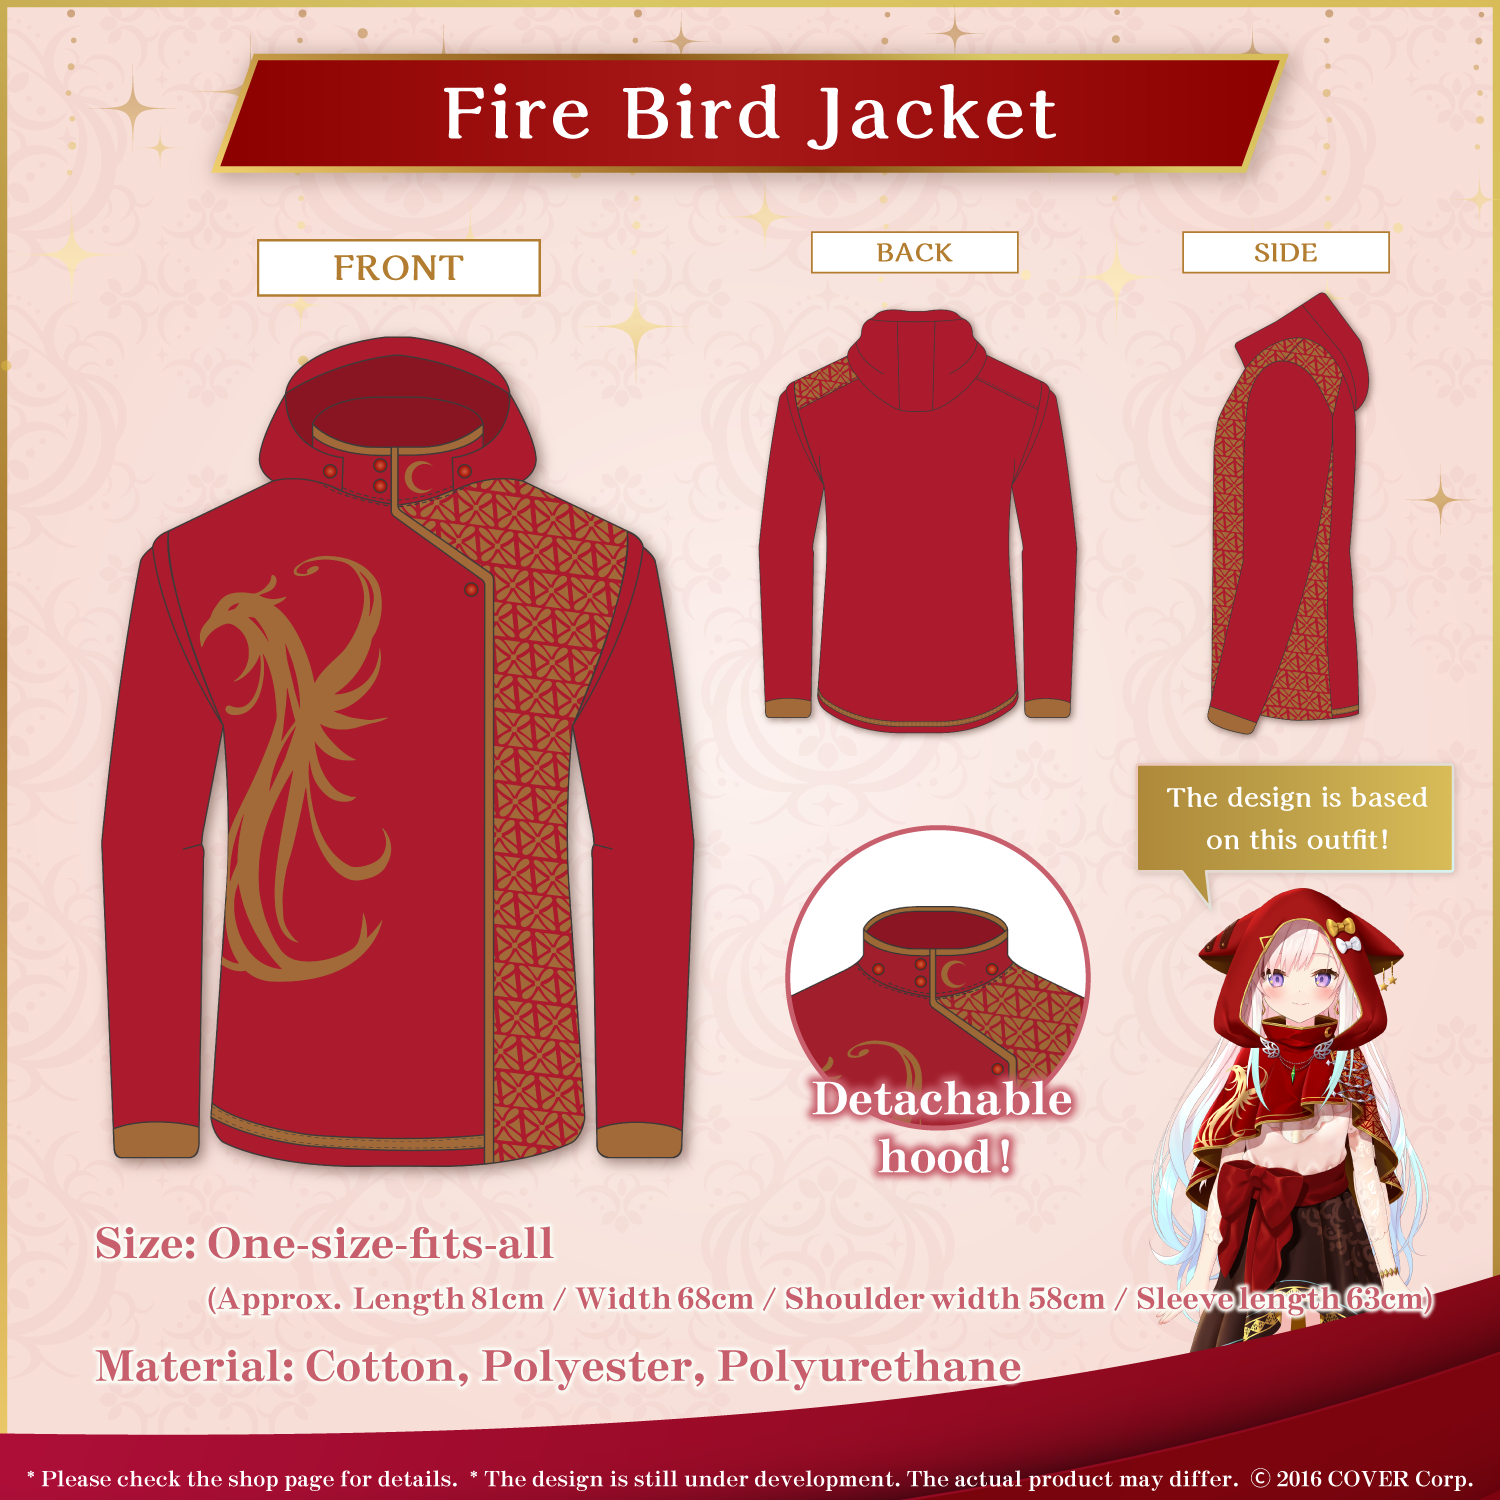 Fire Bird Jacket
FRONT
BACK
SIDE
The design is based
on this outfit!
Detachable
hood!
Size: One-size-fits-all
(Approx. Length 81cm / Width 68cm / Shoulder width 58cm / Sleeve length 63cm)
Material: Cotton, Polyester, Polyurethane
* Please check the shop page for details. * The design is still under development. The actual product may differ. © 2016 COVER Corp.